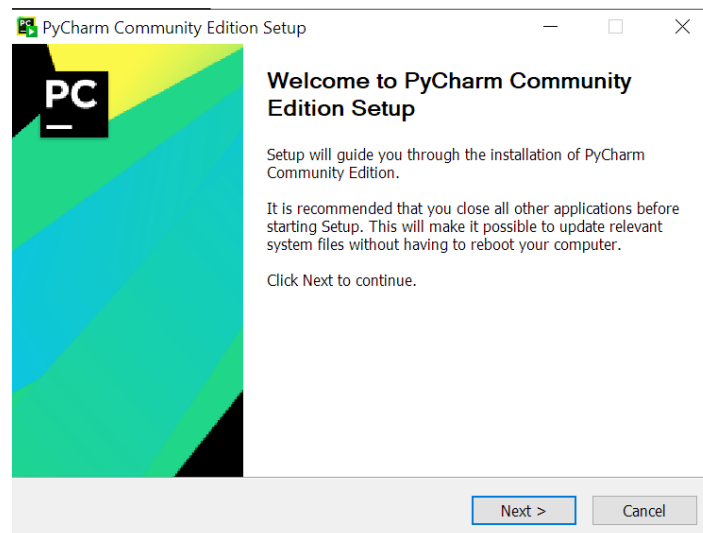 PyCharm Community Edition Setup
PC
Welcome to PyCharm Community
Edition Setup
Setup will guide you through the installation of PyCharm
Community Edition.
It is recommended that you close all other applications before
starting Setup. This will make it possible to update relevant
system files without having to reboot your computer.
Click Next to continue.
Next >
Cancel